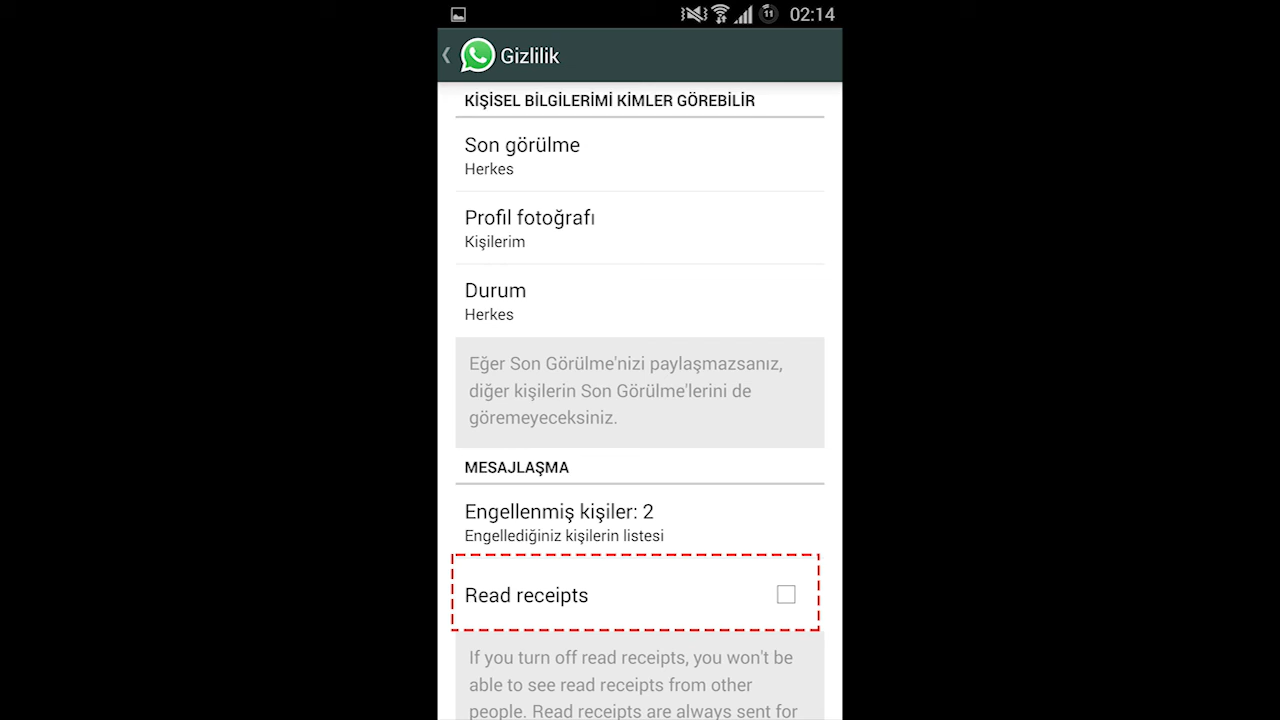 11 02:14
Gizlilik
KİŞİSEL BİLGİLERİMİ KİMLER GÖREBİLİR
Son görülme
Herkes
Profil fotoğrafı
Kişilerim
Durum
Herkes
Eğer Son Görülme'nizi paylaşmazsanız,
diğer kişilerin Son Görülme'lerini de
göremeyeceksiniz.
MESAJLAŞMA
Engellenmiş kişiler: 2
Engellediğiniz kişilerin listesi
Read receipts
If you turn off read receipts, you won't be
able to see read receipts from other
people. Read receipts are always sent for